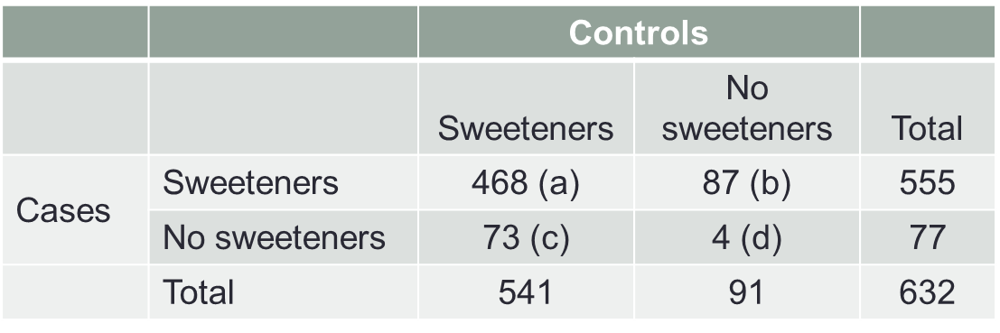 Controls
Sweeteners No sweeteners Total
Cases Sweeteners 468 (a) 87 (b) 555
No sweeteners 73 (c) 4 (d) 77
Total 541 91 632